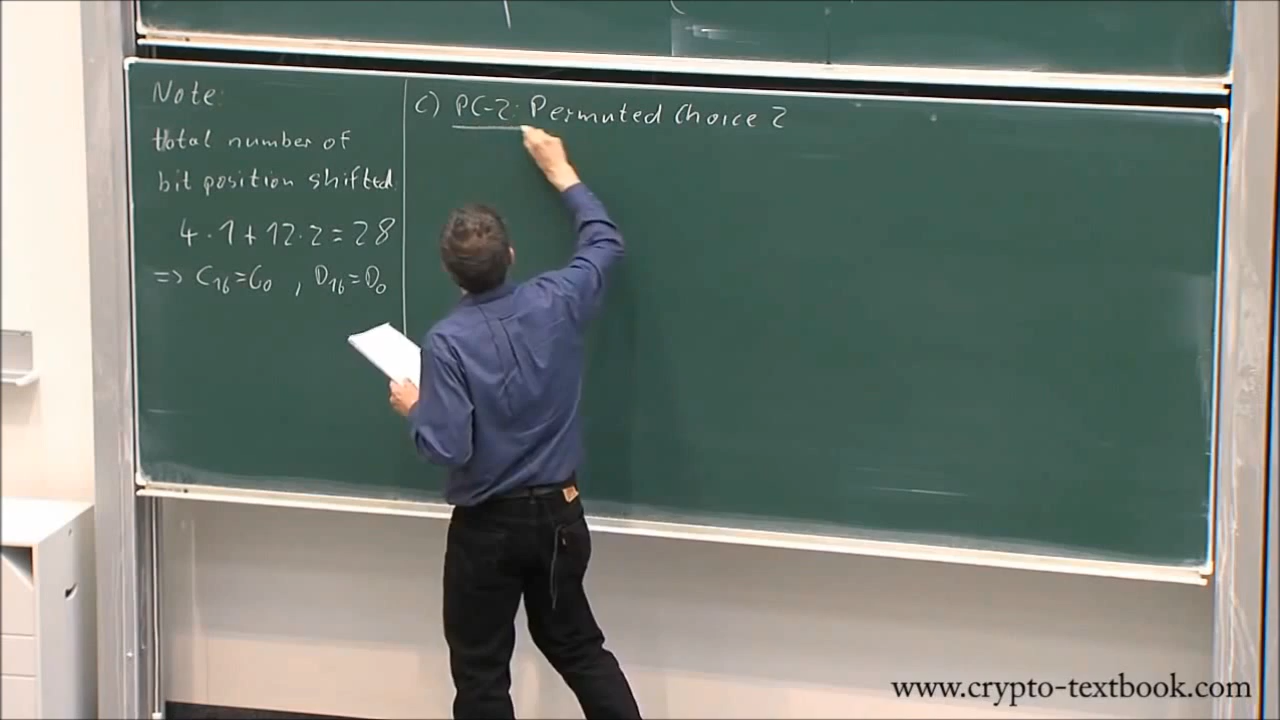 Note:
total number of
bit position shifted
4·1+12·2=28
=> C₁₆=C₀ , D₁₆=D₀
c) PC-2: Permuted Choice 2
www.crypto-textbook.com